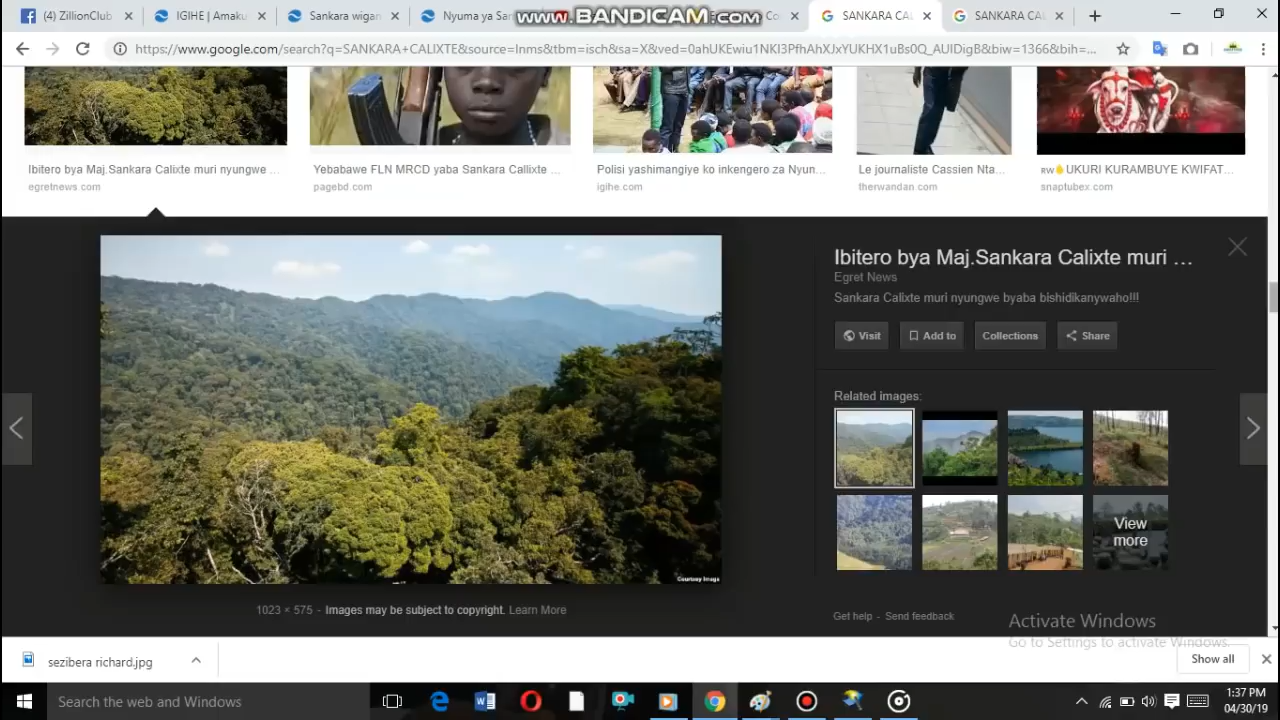 (4) ZillionClub
IGIHE | Amaku
Sankara wigan
Nyuma ya San
www.BANDICAM.com
SANKARA CAL
SANKARA CAL
https://www.google.com/search?q=SANKARA+CALIXTE&source=lnms&tbm=isch&sa=X&ved=0ahUKEwiu1NKI3PfhAhXJxYUKHX1uBs0Q_AUIDigB&biw=1366&bih=...
Ibitero bya Maj.Sankara Calixte muri nyungwe ...
egretnews.com
Yebabawe FLN MRCD yaba Sankara Callixte ...
pagebd.com
Polisi yashimangiye ko inkengero za Nyun...
igihe.com
Le journaliste Cassien Nta...
therwandan.com
RW UKURI KURAMBUYE KWIFAT...
snaptubex.com
Ibitero bya Maj.Sankara Calixte muri ...
Egret News
Sankara Calixte muri nyungwe byaba bishidikanywaho!!!
Visit
Add to
Collections
Share
Related images:
View more
Courtesy Image
1023 × 575 - Images may be subject to copyright. Learn More
Get help - Send feedback
Activate Windows
Go to Settings to activate Windows.
sezibera richard.jpg
Show all
Search the web and Windows
1:37 PM
04/30/19